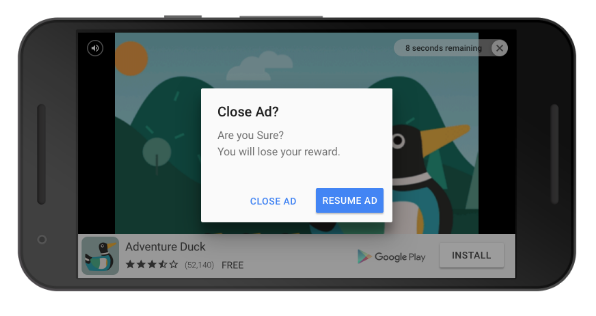 8 seconds remaining
Close Ad?
Are you Sure?
You will lose your reward.
CLOSE AD
RESUME AD
Adventure Duck
(52,140) FREE
Google Play
INSTALL